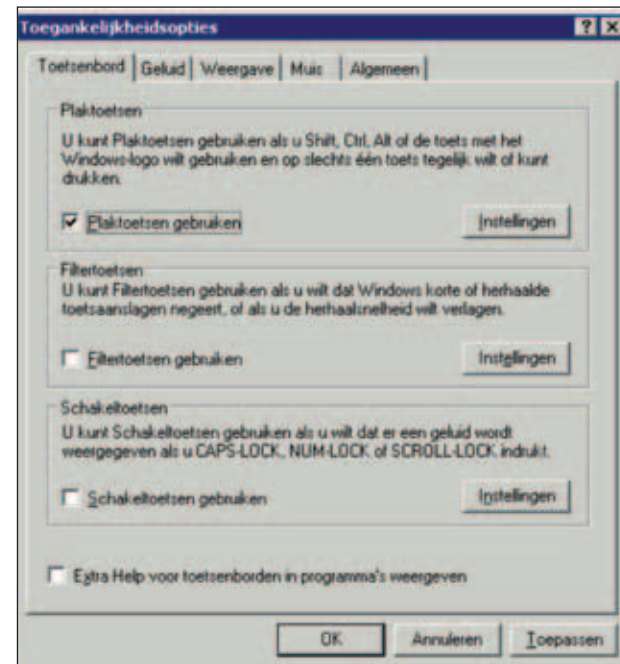 Toegankelijkheidsopties
Toetsenbord Geluid Weergave Muis Algemeen
Plaktoetsen
U kunt Plaktoetsen gebruiken als u Shift, Ctrl, Alt of de toets met het
Windows-logo wilt gebruiken en op slechts één toets tegelijk wilt of kunt
drukken.
Plaktoetsen gebruiken Instellingen
Filtertoetsen
U kunt Filtertoetsen gebruiken als u wilt dat Windows korte of herhaalde
toetsaanslagen negeert, of als u de herhaalsnelheid wilt verlagen.
Filtertoetsen gebruiken Instellingen
Schakeltoetsen
U kunt Schakeltoetsen gebruiken als u wilt dat er een geluid wordt
weergegeven als u CAPS-LOCK, NUM-LOCK of SCROLL-LOCK indrukt.
Schakeltoetsen gebruiken Instellingen
Extra Help voor toetsenborden in programma's weergeven
OK Annuleren Toepassen